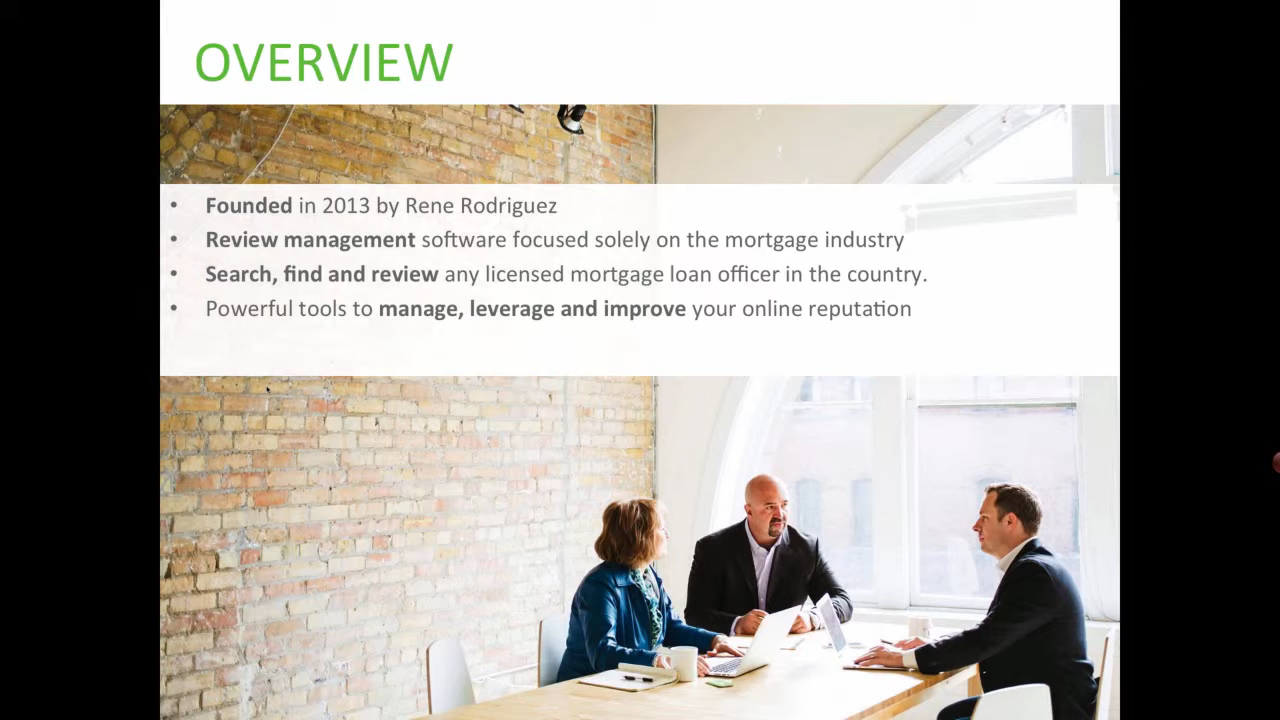 OVERVIEW
• Founded in 2013 by Rene Rodriguez
• Review management software focused solely on the mortgage industry
• Search, find and review any licensed mortgage loan officer in the country.
• Powerful tools to manage, leverage and improve your online reputation